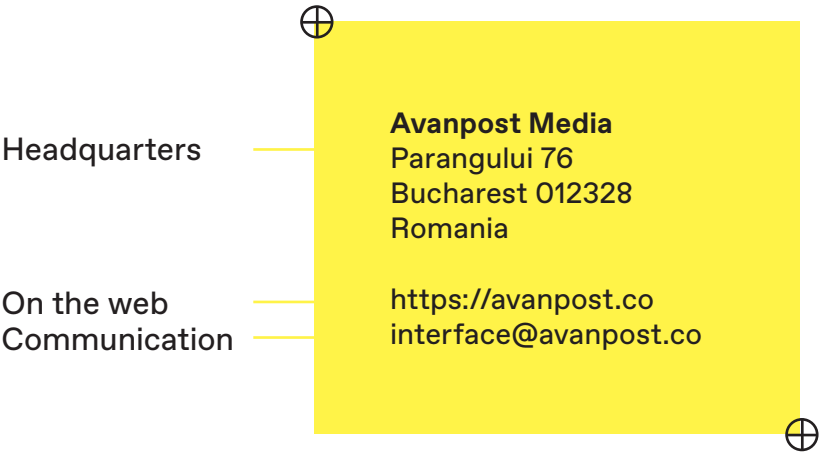 Headquarters
Avanpost Media
Parangului 76
Bucharest 012328
Romania
On the web
https://avanpost.co
Communication
interface@avanpost.co